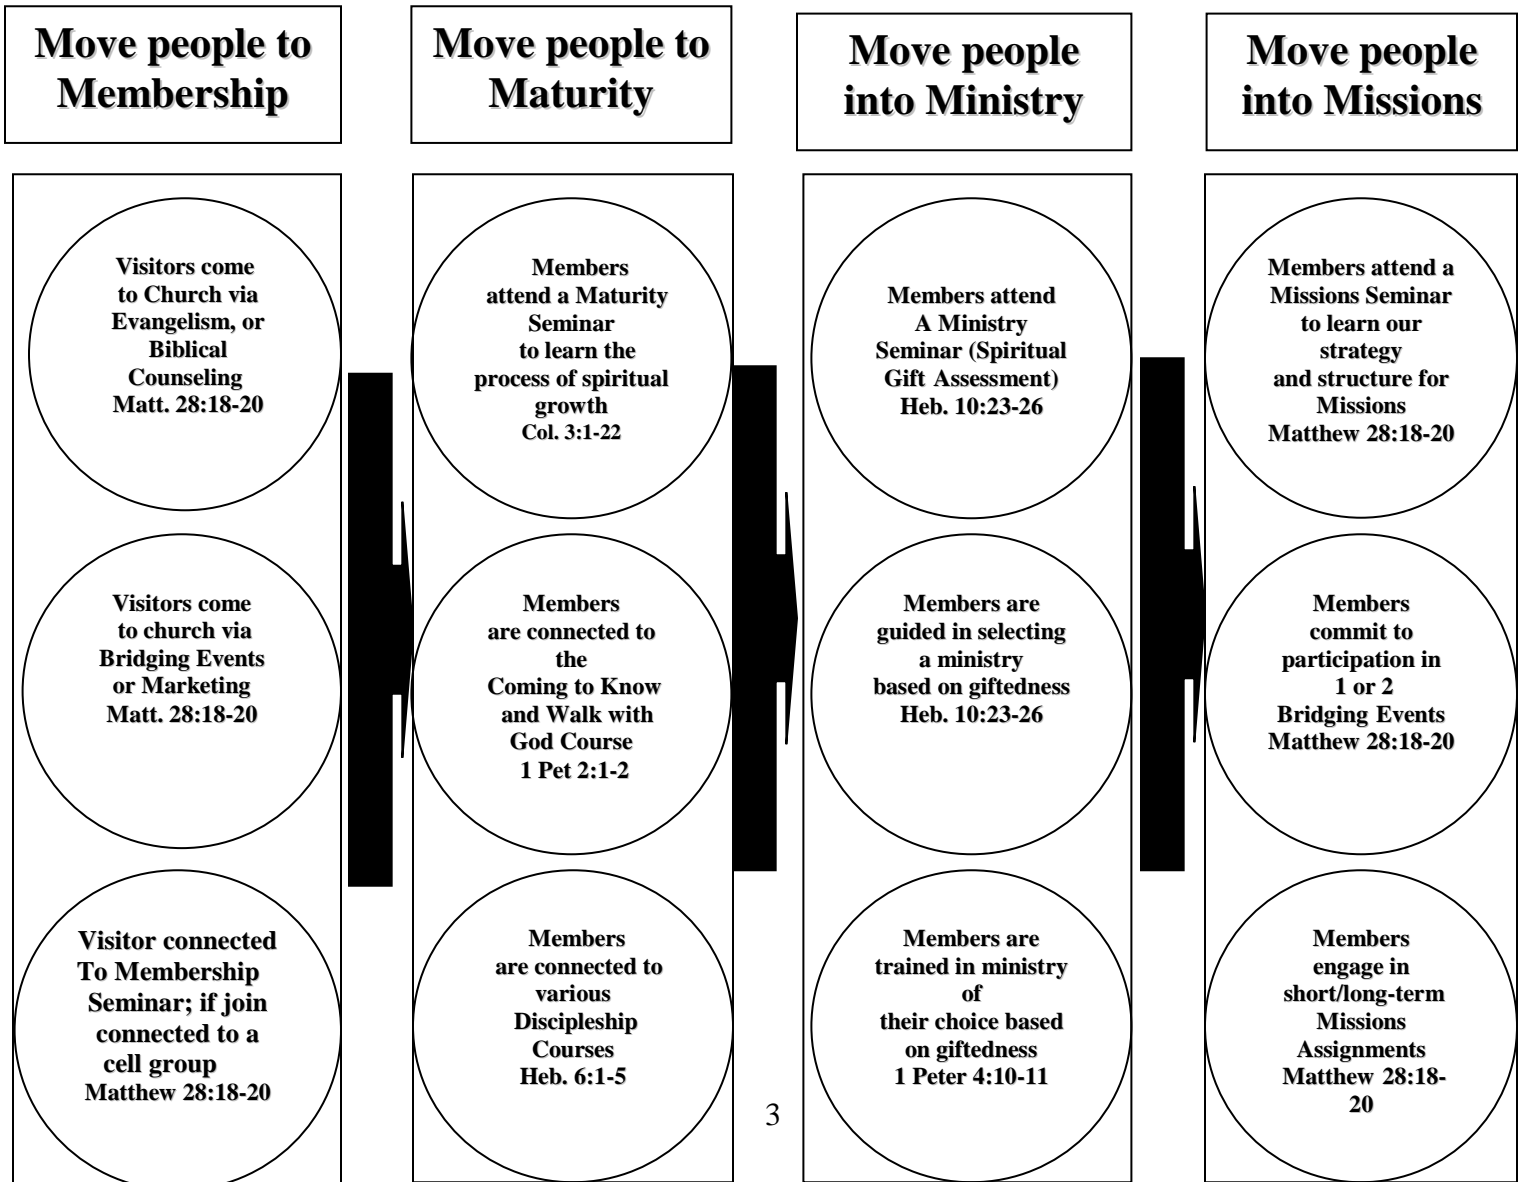 Move people to
Membership
Move people to
Maturity
Move people
into Ministry
Move people
into Missions
Visitors come
to Church via
Evangelism, or
Biblical
Counseling
Matt. 28:18-20
Visitors come
to church via
Bridging Events
or Marketing
Matt. 28:18-20
Visitor connected
To Membership
Seminar; if join
connected to a
cell group
Matthew 28:18-20
Members
attend a Maturity
Seminar
to learn the
process of spiritual
growth
Col. 3:1-22
Members
are connected to
the
Coming to Know
and Walk with
God Course
1 Pet 2:1-2
Members
are connected to
various
Discipleship
Courses
Heb. 6:1-5
Members attend
A Ministry
Seminar (Spiritual
Gift Assessment)
Heb. 10:23-26
Members are
guided in selecting
a ministry
based on giftedness
Heb. 10:23-26
Members are
trained in ministry
of
their choice based
on giftedness
1 Peter 4:10-11
Members attend a
Missions Seminar
to learn our
strategy
and structure for
Missions
Matthew 28:18-20
Members
commit to
participation in
1 or 2
Bridging Events
Matthew 28:18-20
Members
engage in
short/long-term
Missions
Assignments
Matthew 28:18-
20
3